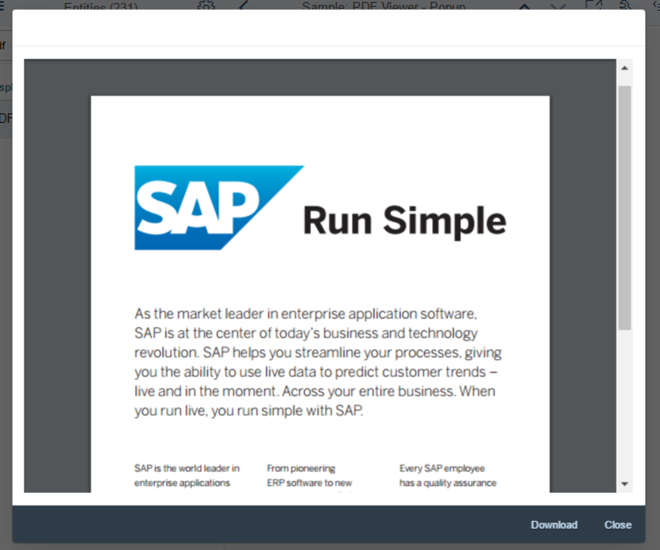 Entities (231)
Sample: PDF Viewer - Popup
SAP
Run Simple
As the market leader in enterprise application software,
SAP is at the center of today's business and technology
revolution. SAP helps you streamline your processes, giving
you the ability to use live data to predict customer trends –
live and in the moment. Across your entire business. When
you run live, you run simple with SAP.
SAP is the world leader in
enterprise applications
From pioneering
ERP software to new
Every SAP employee
has a quality assurance
Download
Close